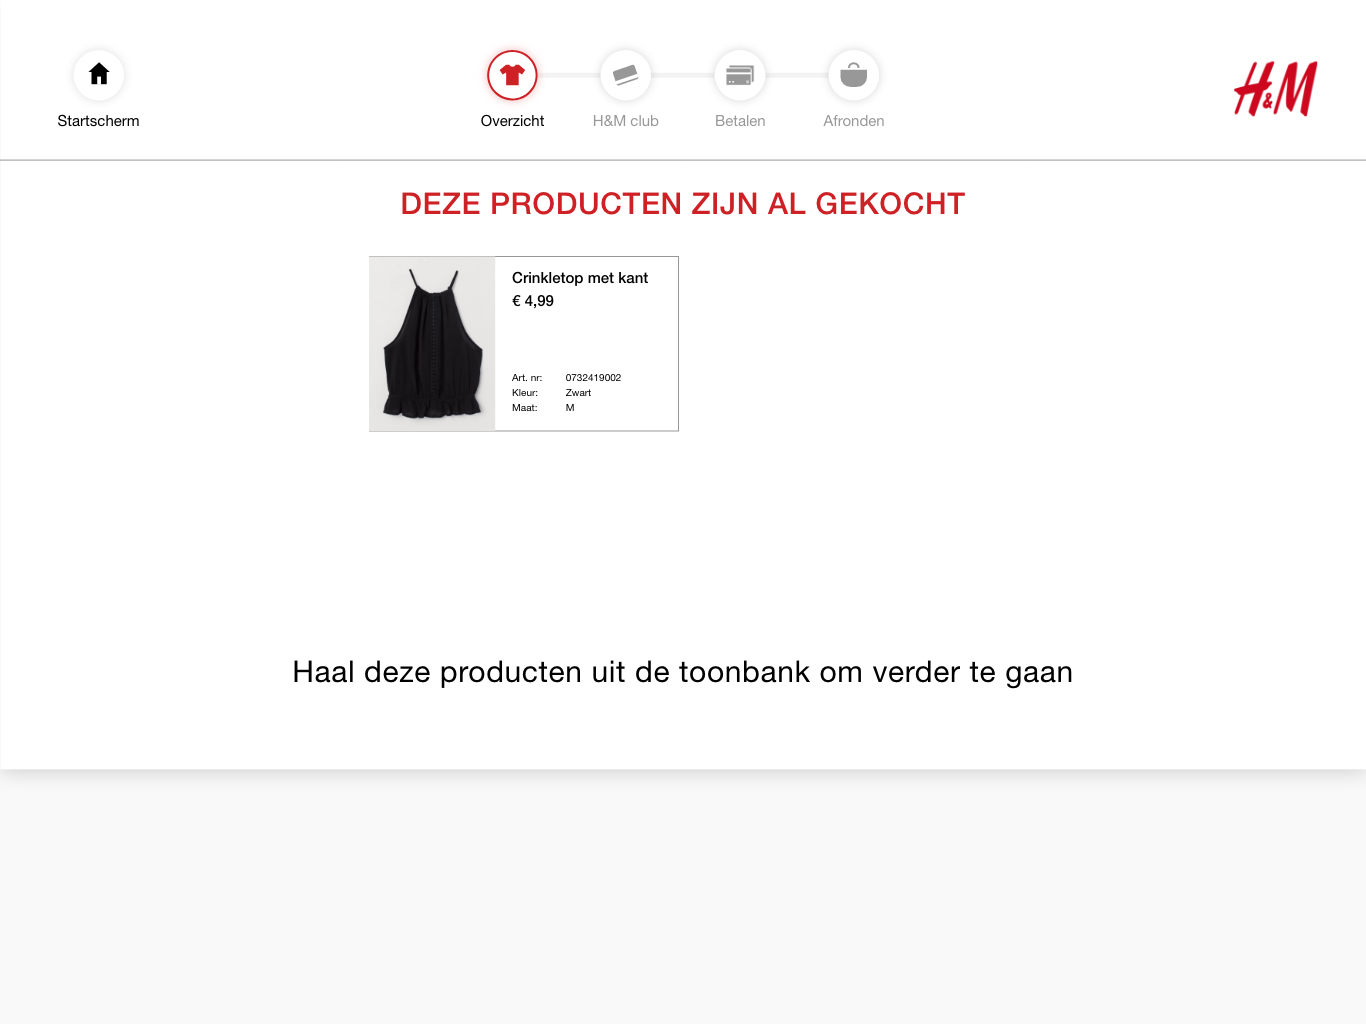 Startscherm
Overzicht
H&M club
Betalen
Afronden
H&M
DEZE PRODUCTEN ZIJN AL GEKOCHT
Crinkletop met kant
€ 4,99
Art. nr: 0732419002
Kleur: Zwart
Maat: M
Haal deze producten uit de toonbank om verder te gaan